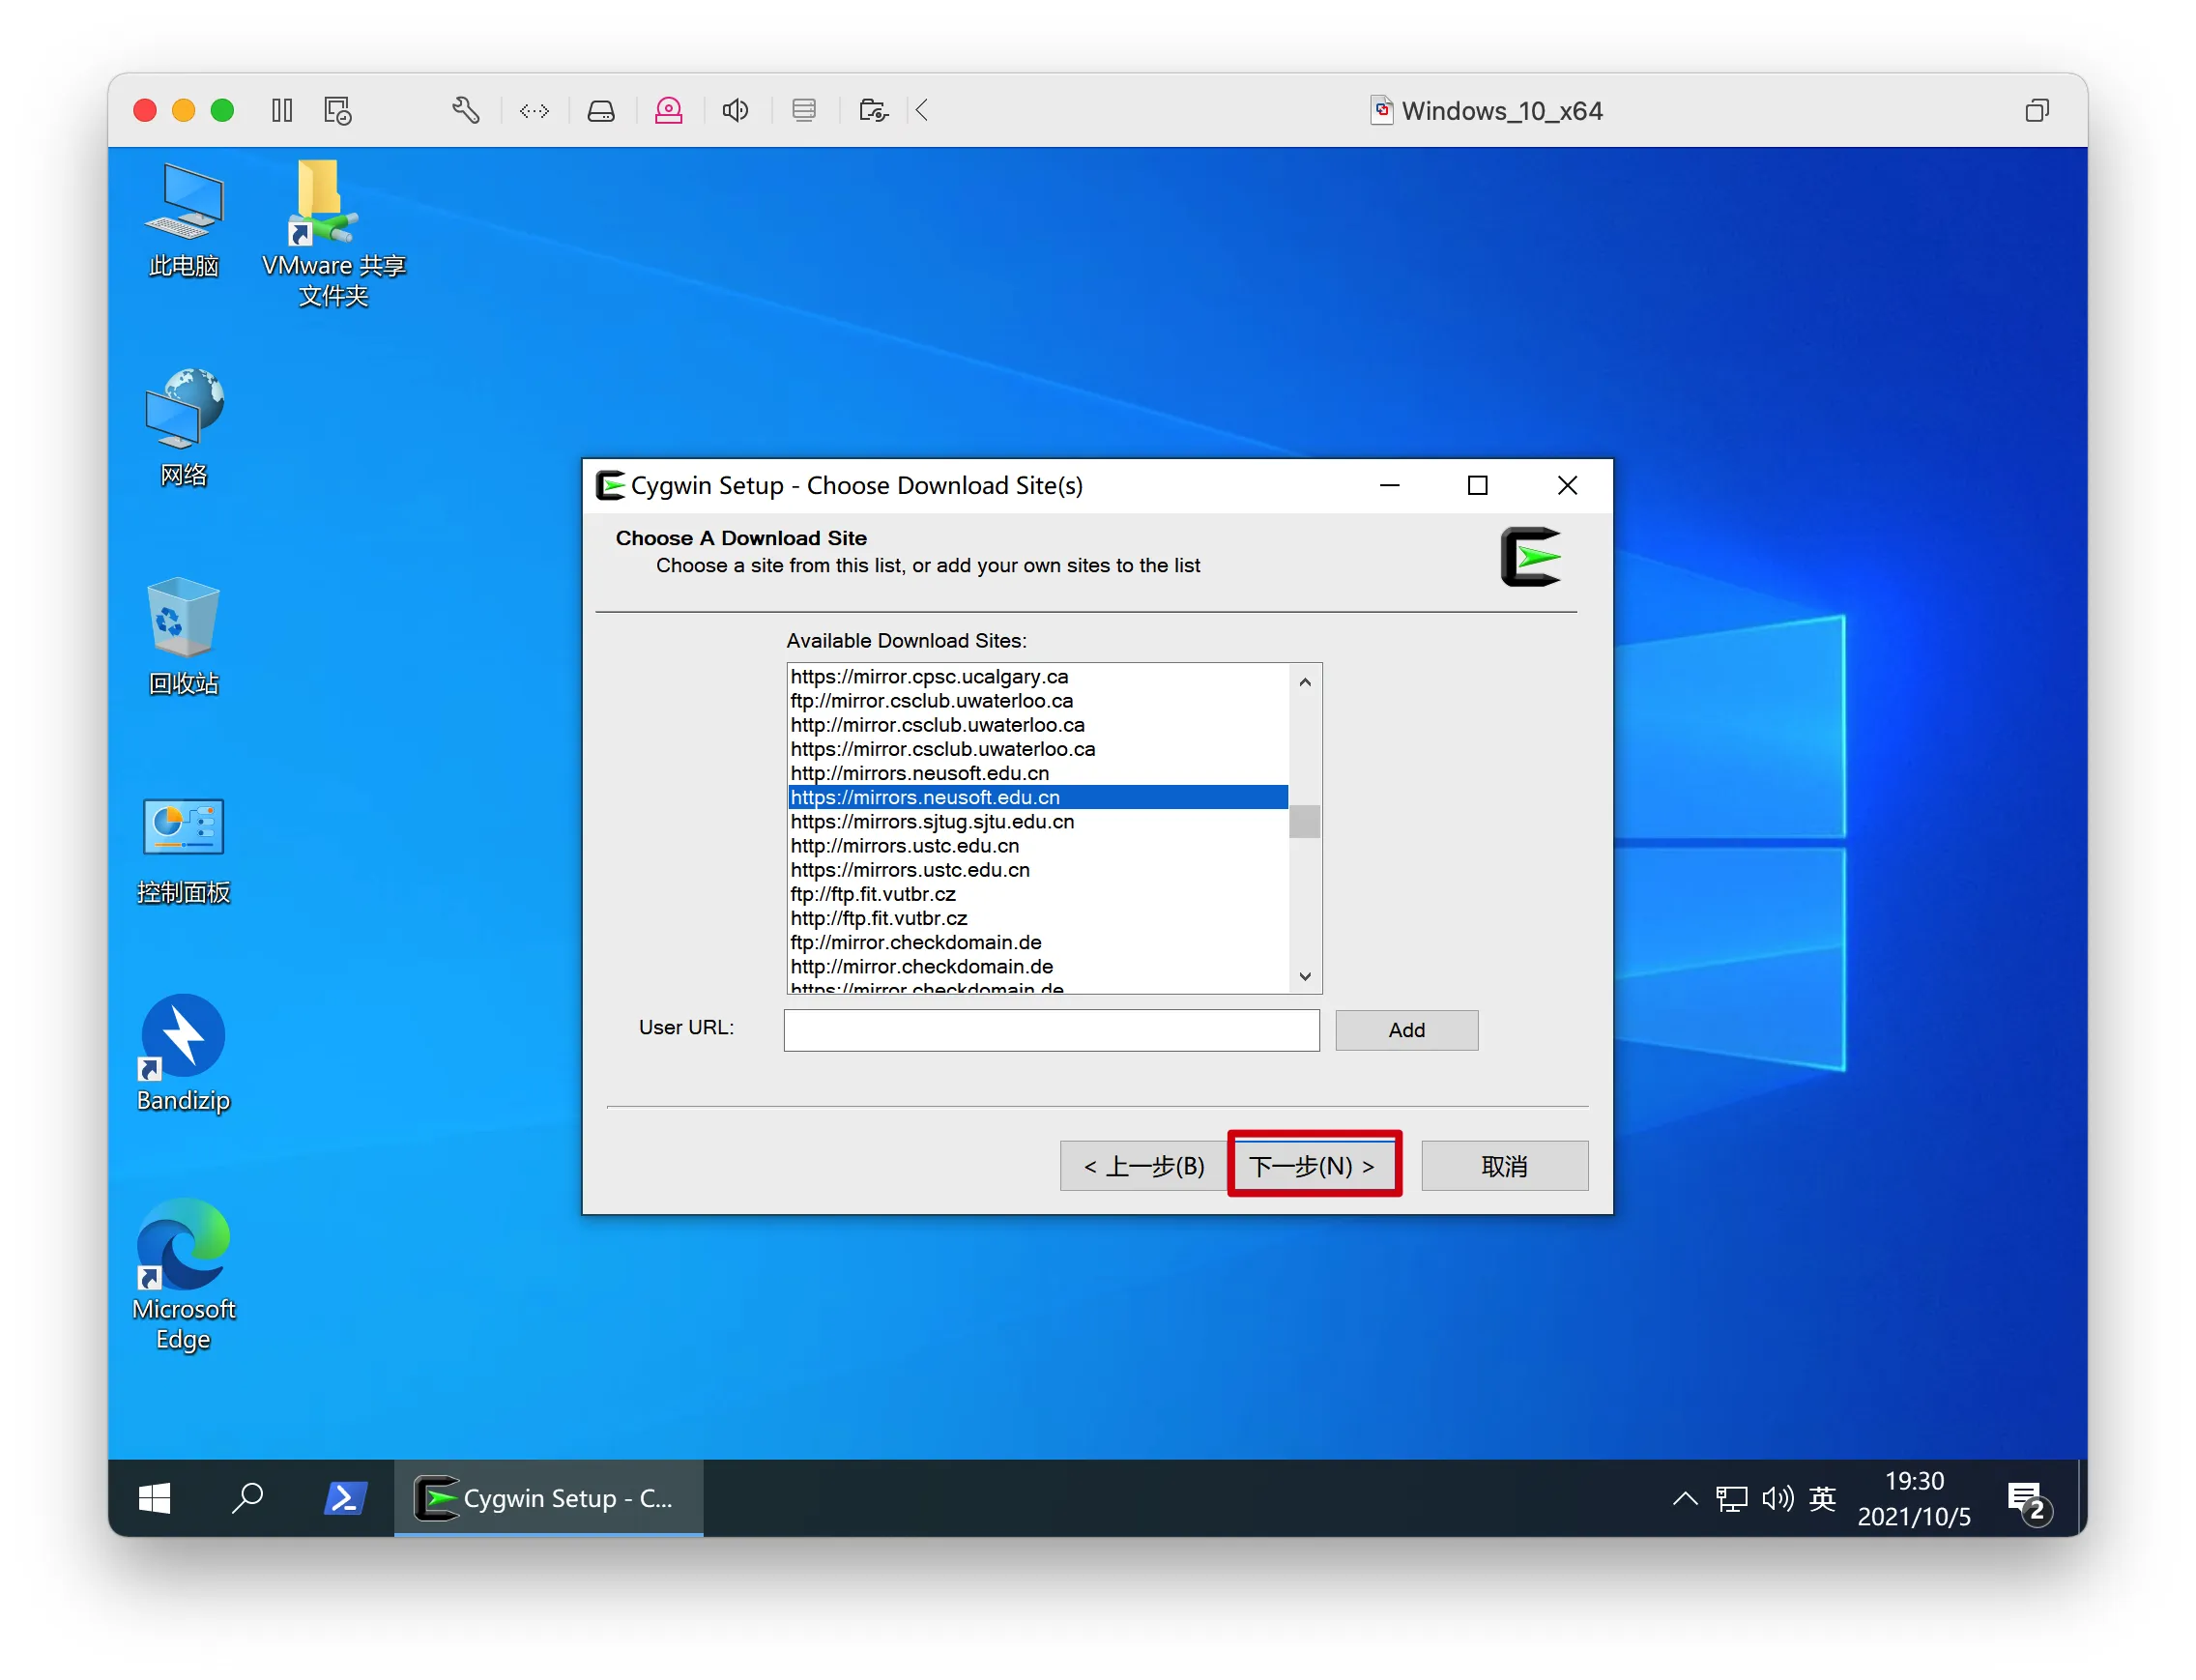 Windows_10_x64
此电脑
VMware 共享
文件夹
网络
回收站
控制面板
Bandizip
Microsoft
Edge
Cygwin Setup - Choose Download Site(s)
Choose A Download Site
Choose a site from this list, or add your own sites to the list
Available Download Sites:
https://mirror.cpsc.ucalgary.ca
ftp://mirror.csclub.uwaterloo.ca
http://mirror.csclub.uwaterloo.ca
https://mirror.csclub.uwaterloo.ca
http://mirrors.neusoft.edu.cn
https://mirrors.neusoft.edu.cn
https://mirrors.sjtug.sjtu.edu.cn
http://mirrors.ustc.edu.cn
https://mirrors.ustc.edu.cn
ftp://ftp.fit.vutbr.cz
http://ftp.fit.vutbr.cz
ftp://mirror.checkdomain.de
http://mirror.checkdomain.de
https://mirror.checkdomain.de
User URL:
Add
< 上一步(B)
下一步(N) >
取消
Cygwin Setup - C...
英
19:30
2021/10/5
2